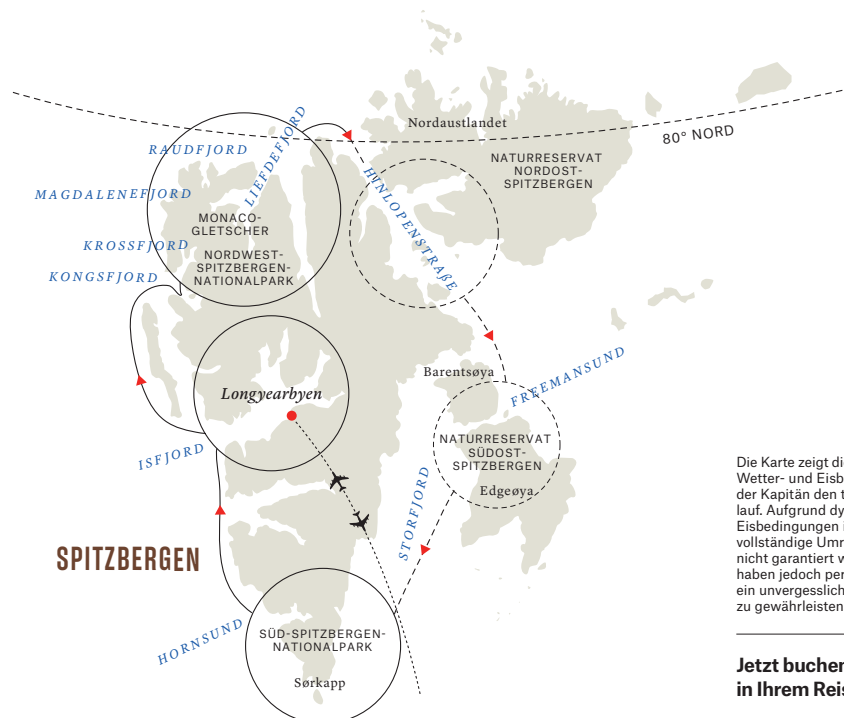 Nordaustlandet
80° NORD
LIEFDEFJORD
RAUDFJORD
NATURRESERVAT
NORDOST-
SPITZBERGEN
MAGDALENEFJORD
HINLOPENSTRAßE
MONACO-
GLETSCHER
KROSSFJORD
NORDWEST-
SPITZBERGEN-
NATIONALPARK
KONGSFJORD
Barentsøya
FREEMANSUND
Longyearbyen
NATURRESERVAT
SÜDOST-
SPITZBERGEN
ISFJORD
Edgeøya
STORFJORD
SPITZBERGEN
HORNSUND
SÜD-SPITZBERGEN-
NATIONALPARK
Sørkapp
Die Karte zeigt di
Wetter- und Eisb
der Kapitän den t
lauf. Aufgrund dy
Eisbedingungen i
vollständige Umr
nicht garantiert w
haben jedoch per
ein unvergesslich
zu gewährleisten
Jetzt buchen
in Ihrem Reis